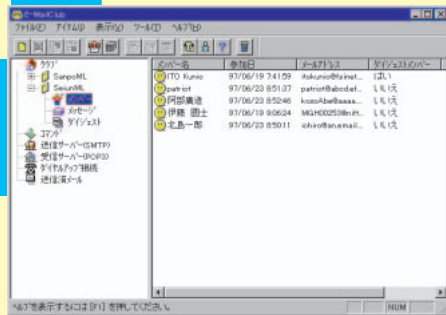 E-MailClub
ファイル(F) アイテム(I) 表示(V) ツール(T) ヘルプ(H)
クラブ
SanpoML
SeiunML
メンバー
メッセージ
ダイジェスト
コマンド
送信サーバー(SMTP)
受信サーバー(POP3)
ダイヤルアップ接続
送信済メール
メンバー名 参加日 メールアドレス ダイジェストメンバー
ITO Kunio 97/06/19 7:41:59 はい
patriot 97/06/23 8:51:37 patriot@abcdef... いいえ
阿部廣造 97/06/23 8:52:46 kozoAbe@aaaa... いいえ
伊藤 国士 97/06/19 9:06:24 いいえ
北島一郎 97/06/23 8:50:11 ichiro@an.email... いいえ
ヘルプを表示するには [F1] を押してください。
NUM